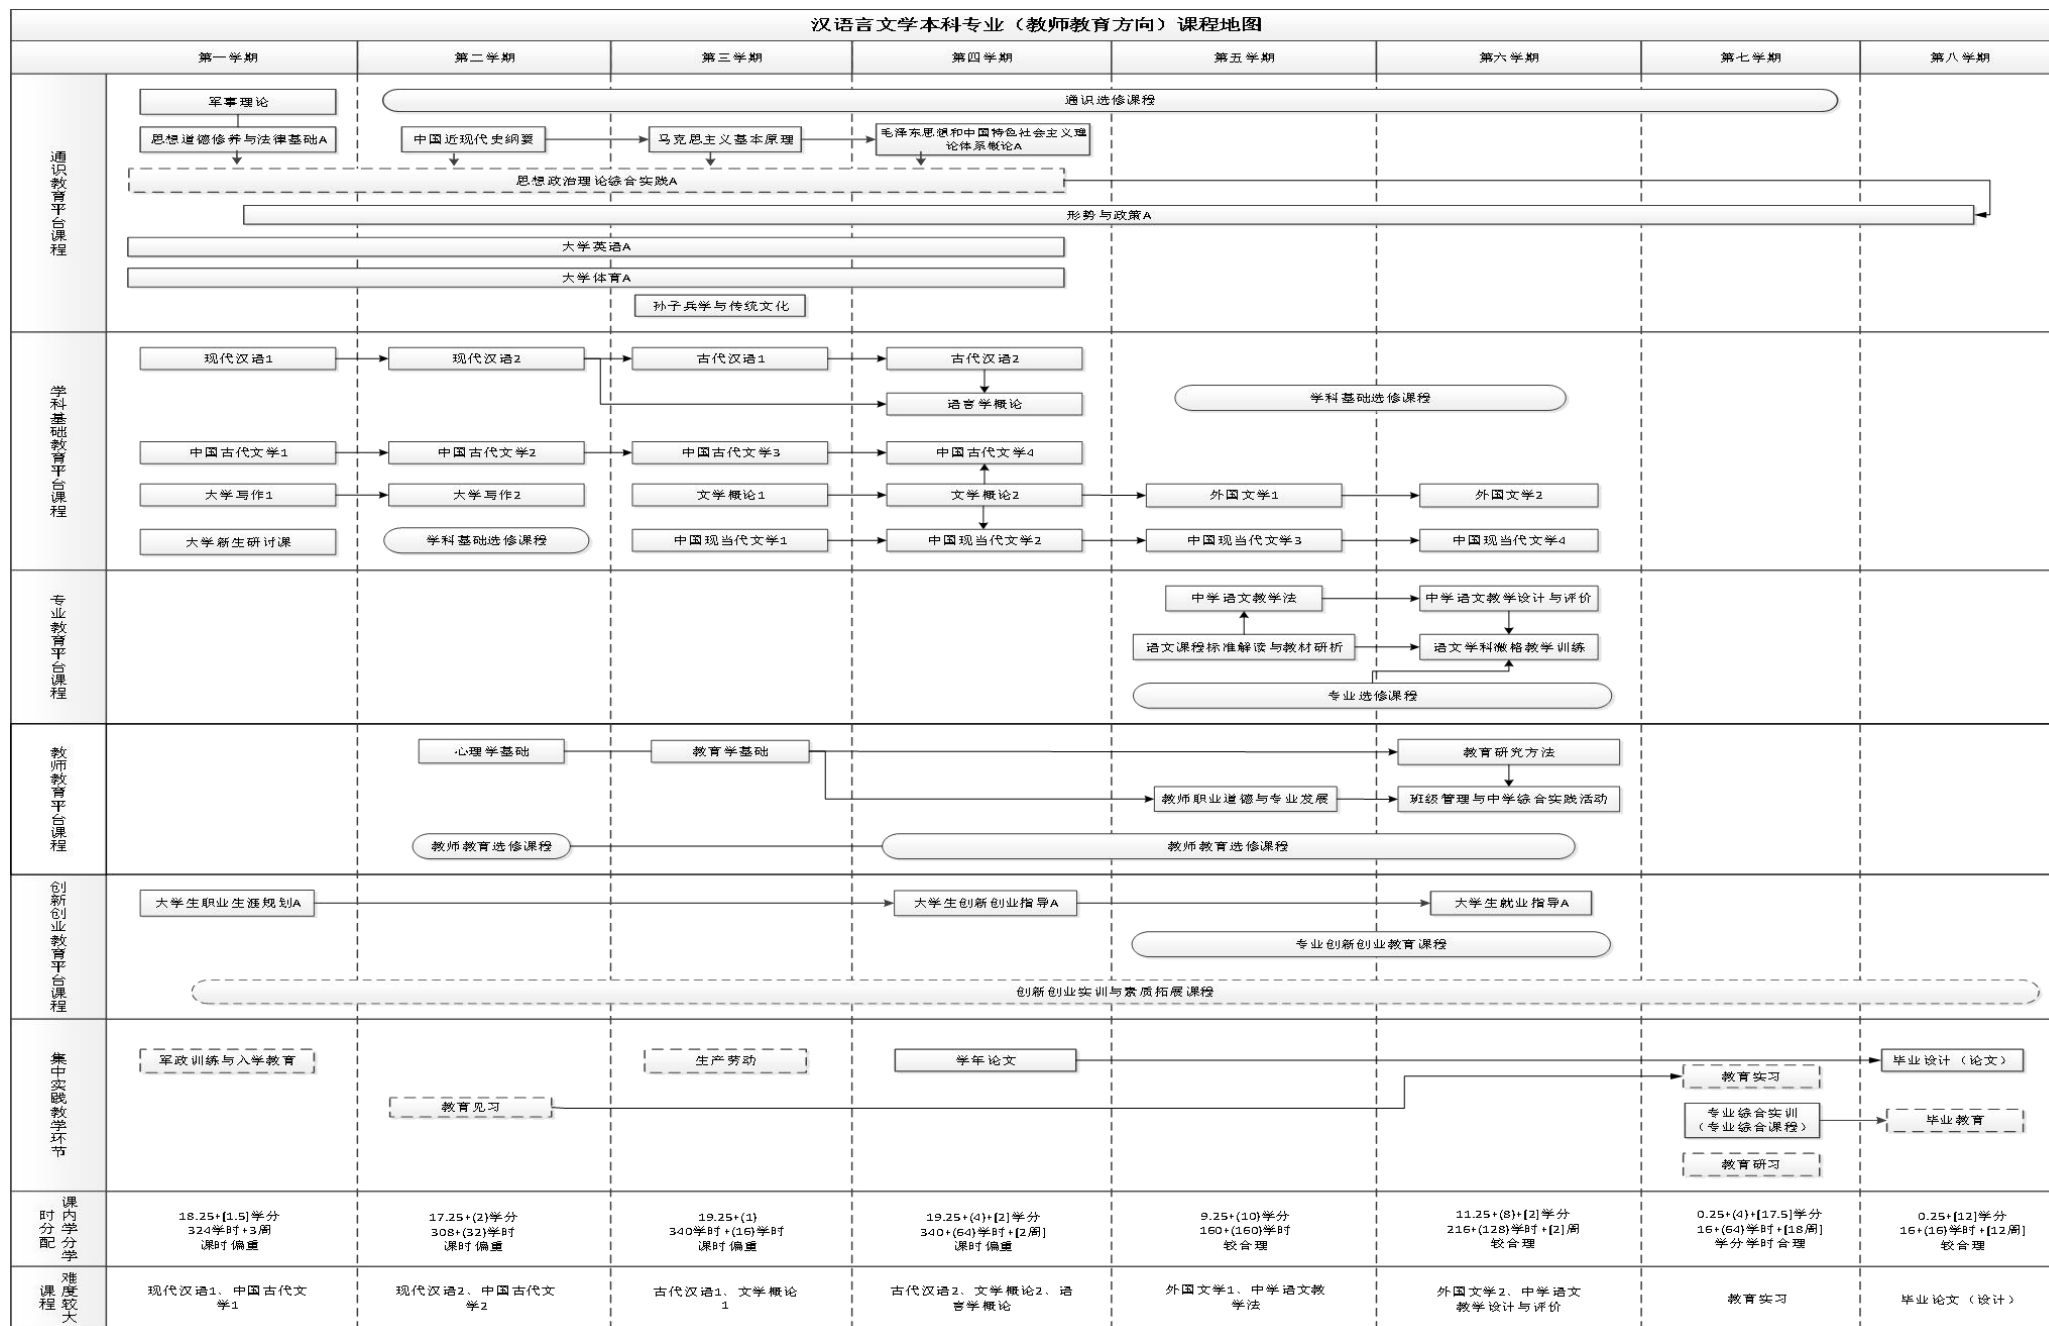 汉语言文学本科专业（教师教育方向）课程地图
第一学期
第二学期
第三学期
第四学期
第五学期
第六学期
第七学期
第八学期
通识教育平台课程
军事理论
通识选修课程
思想道德修养与法律基础A
中国近现代史纲要
马克思主义基本原理
毛泽东思想和中国特色社会主义理
论体系概论A
思想政治理论综合实践A
形势与政策A
大学英语A
大学体育A
孙子兵学与传统文化
学科基础教育平台课程
现代汉语1
现代汉语2
古代汉语1
古代汉语2
语言学概论
学科基础选修课程
中国古代文学1
中国古代文学2
中国古代文学3
中国古代文学4
大学写作1
大学写作2
文学概论1
文学概论2
外国文学1
外国文学2
大学新生研讨课
学科基础选修课程
中国现当代文学1
中国现当代文学2
中国现当代文学3
中国现当代文学4
专业教育平台课程
中学语文教学法
中学语文教学设计与评价
语文课程标准解读与教材研析
语文学科微格教学训练
专业选修课程
教师教育平台课程
心理学基础
教育学基础
教育研究方法
教师职业道德与专业发展
班级管理与中学综合实践活动
教师教育选修课程
教师教育选修课程
创新创业教育平台课程
大学生职业生涯规划A
大学生创新创业指导A
大学生就业指导A
专业创新创业教育课程
创新创业实训与素质拓展课程
集中实践教学环节
军政训练与入学教育
生产劳动
学年论文
毕业设计（论文）
教育实习
教育见习
专业综合实训
（专业综合课程）
毕业教育
教育研习
课内学分学
时分配
18.25+[1.5]学分
324学时+3周
课时偏重
17.25+(2)学分
308+(32)学时
课时偏重
19.25+(1)
340学时+(16)学时
课时偏重
19.25+(4)+[2]学分
340+(64)学时+[2周]
课时偏重
9.25+(10)学分
160+(160)学时
较合理
11.25+(8)+[2]学分
216+(128)学时+[2]周
较合理
0.25+(4)+[17.5]学分
16+(64)学时+[18周]
学分学时合理
0.25+[12]学分
16+(16)学时+[12周]
较合理
难度较大
课程
现代汉语1、中国古代文
学1
现代汉语2、中国古代文
学2
古代汉语1、文学概论
1
古代汉语2、文学概论2、语
言学概论
外国文学1、中学语文教
学法
外国文学2、中学语文
教学设计与评价
教育实习
毕业论文（设计）